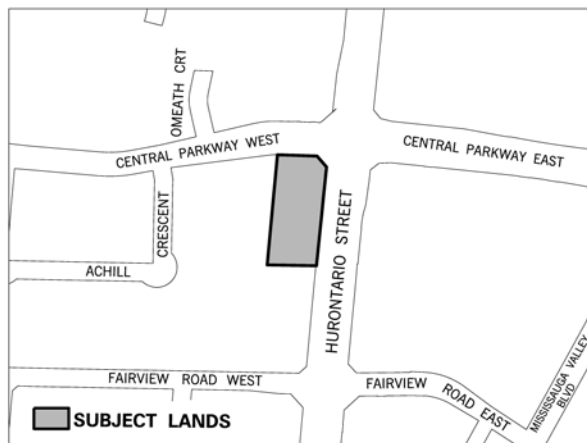 OMEATH CRT
CENTRAL PARKWAY WEST
CENTRAL PARKWAY EAST
CRESCENT
ACHILL
HURONTARIO STREET
FAIRVIEW ROAD WEST
FAIRVIEW ROAD EAST
MISSISSAUGA VALLEY
BLVD
SUBJECT LANDS